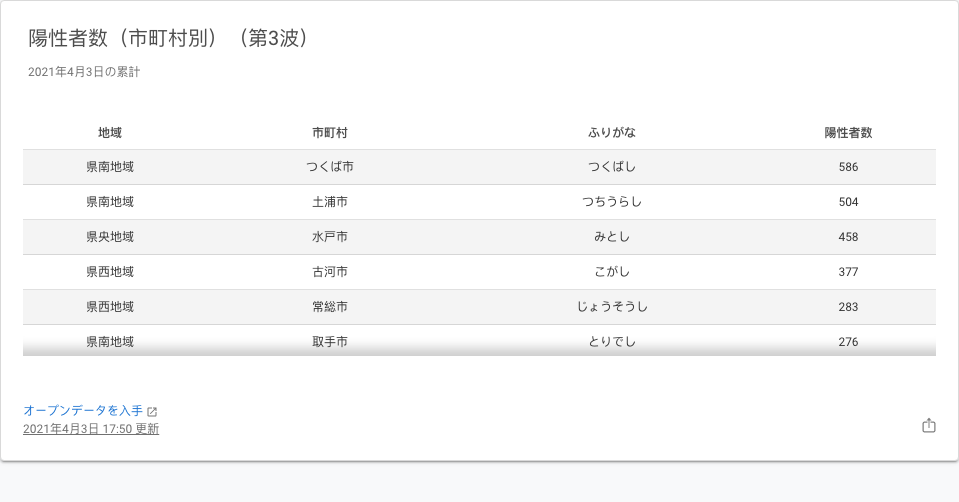 陽性者数（市町村別）（第3波）
2021年4月3日の累計
地域 市町村 ふりがな 陽性者数
県南地域 つくば市 つくばし 586
県南地域 土浦市 つちうらし 504
県央地域 水戸市 みとし 458
県西地域 古河市 こがし 377
県西地域 常総市 じょうそうし 283
県南地域 取手市 とりでし 276
オープンデータを入手
2021年4月3日 17:50 更新